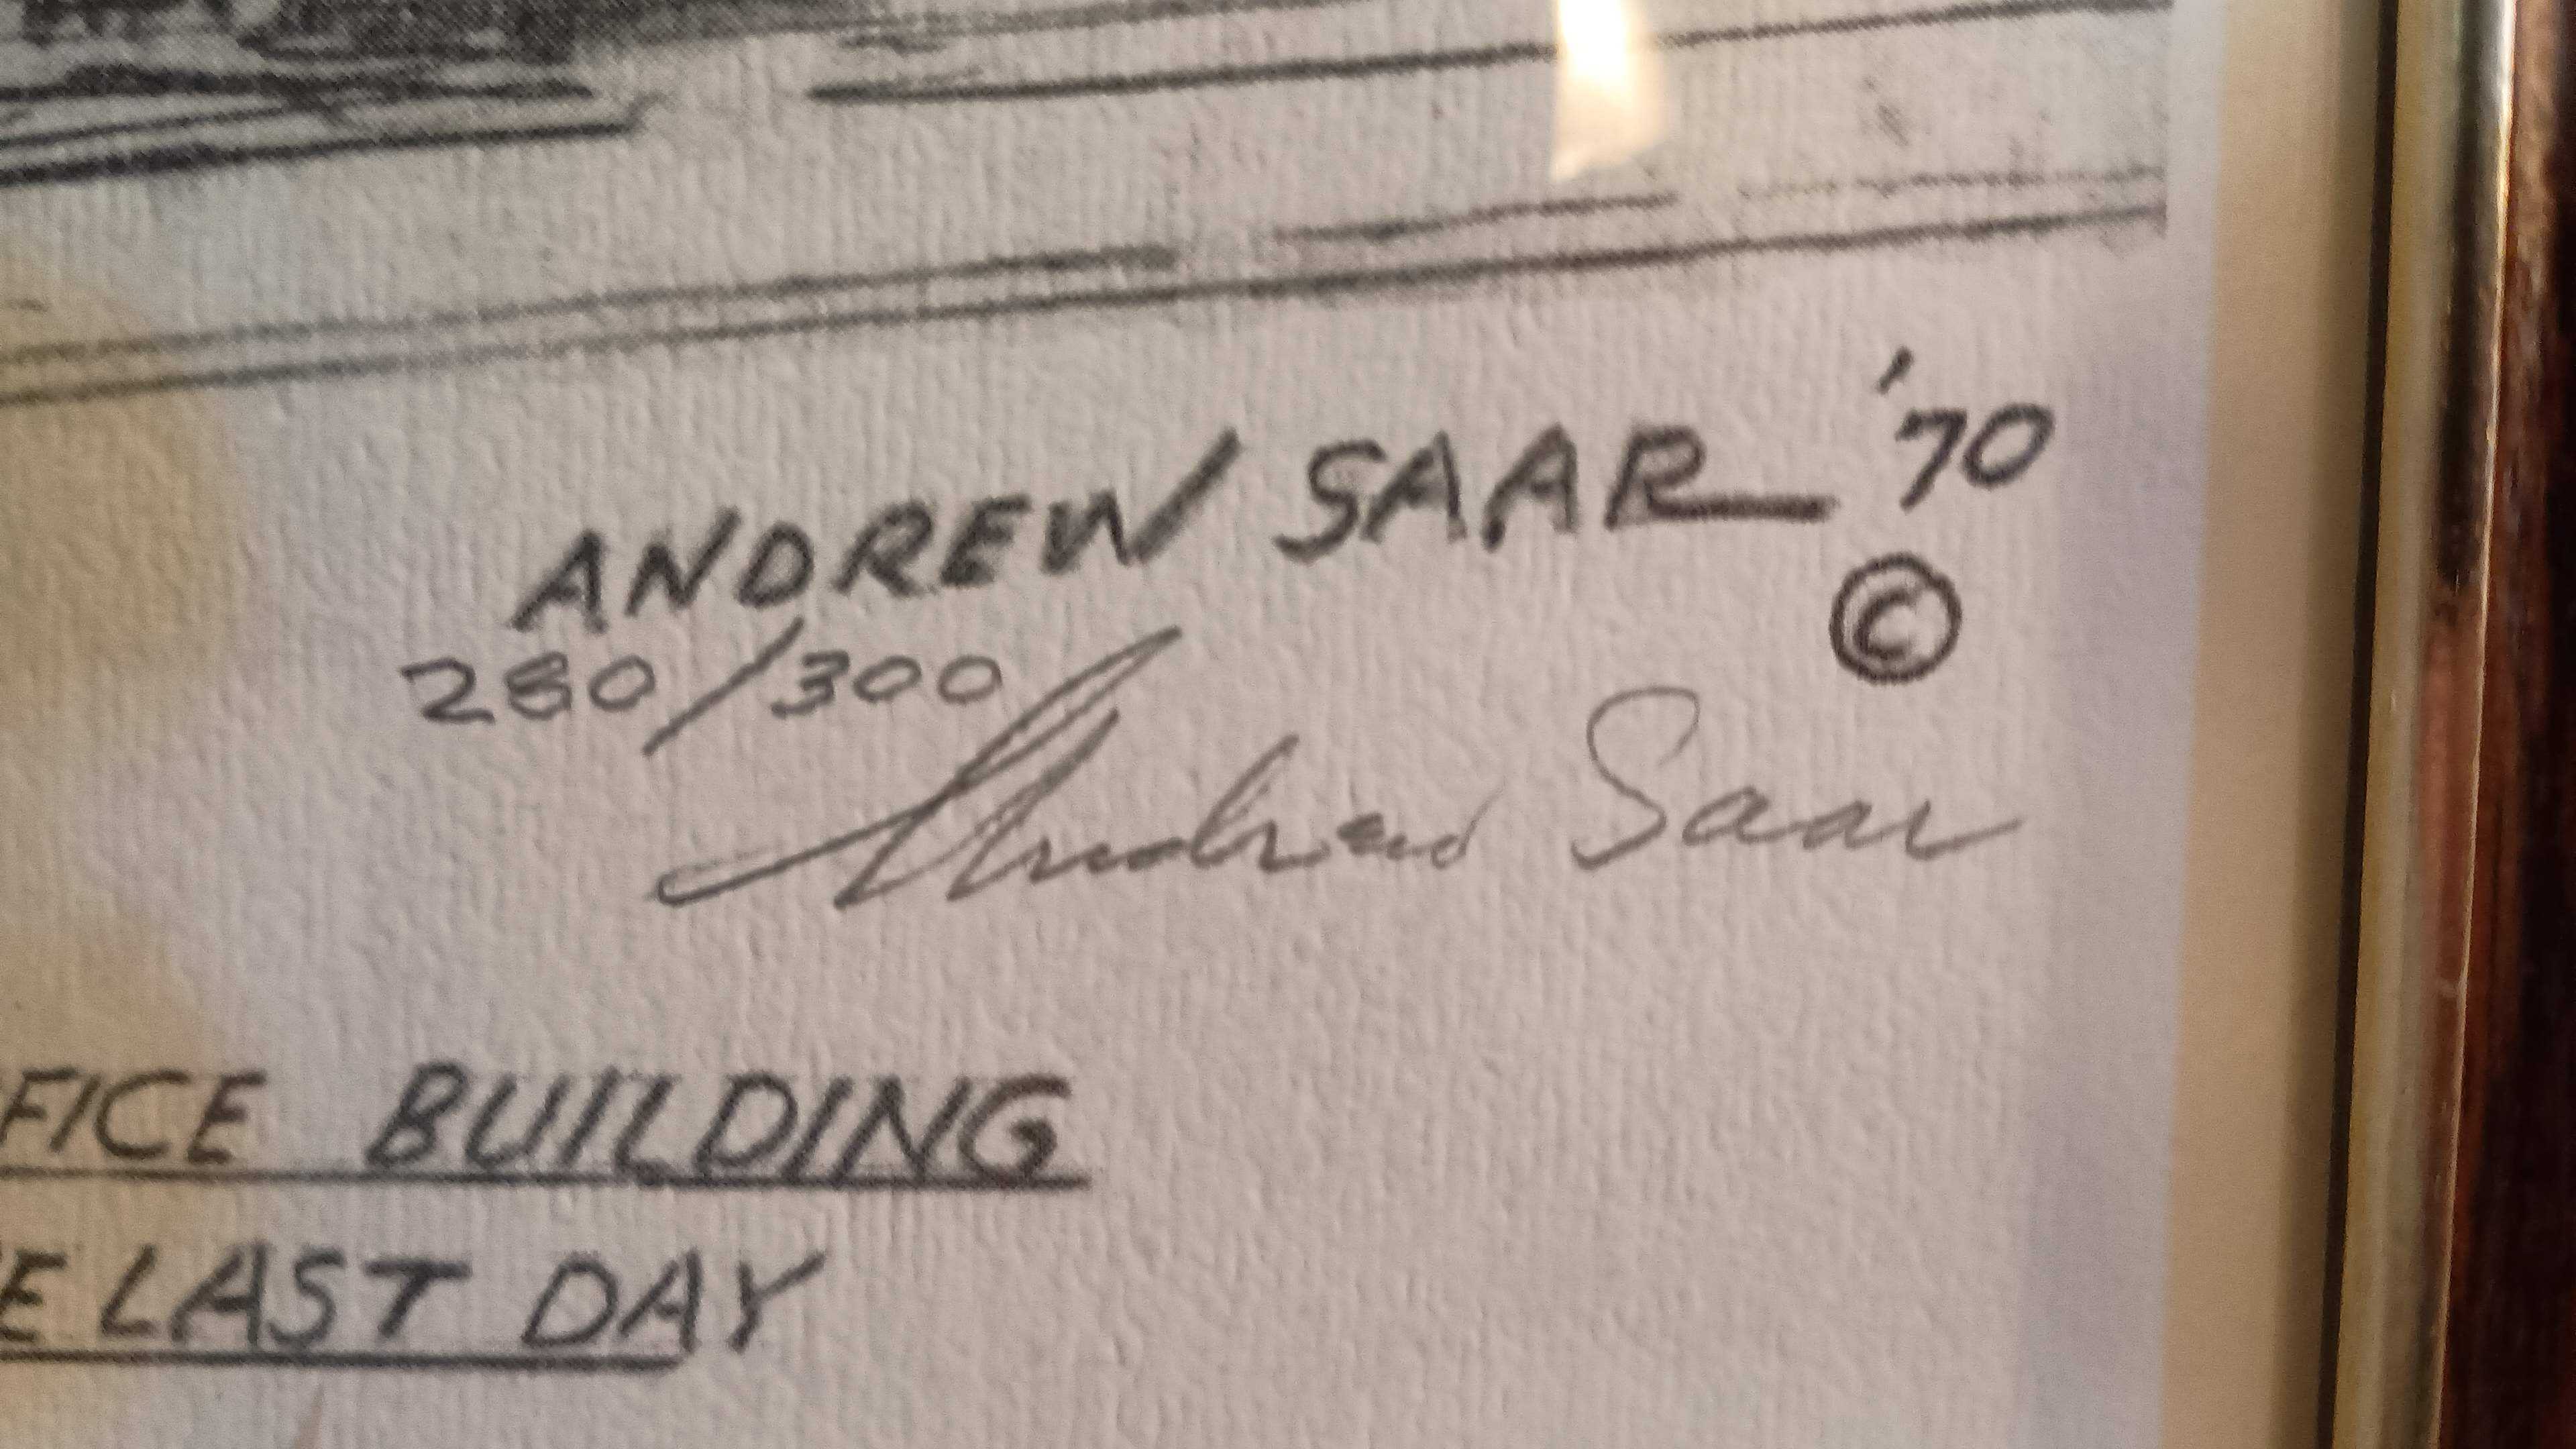 ANDREW SAAR '70
©
280/300
Andrew Saar
FICE BUILDING
E LAST DAY